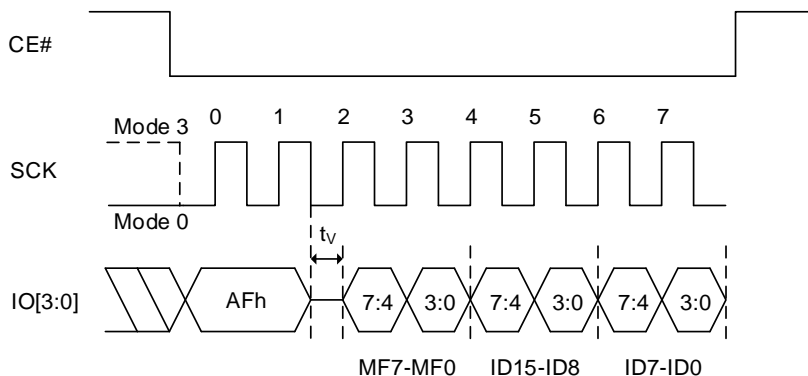 CE#
Mode 3
0 1 2 3 4 5 6 7
SCK
Mode 0
tV
IO[3:0]
AFh 7:4 3:0 7:4 3:0 7:4 3:0
MF7-MF0 ID15-ID8 ID7-ID0